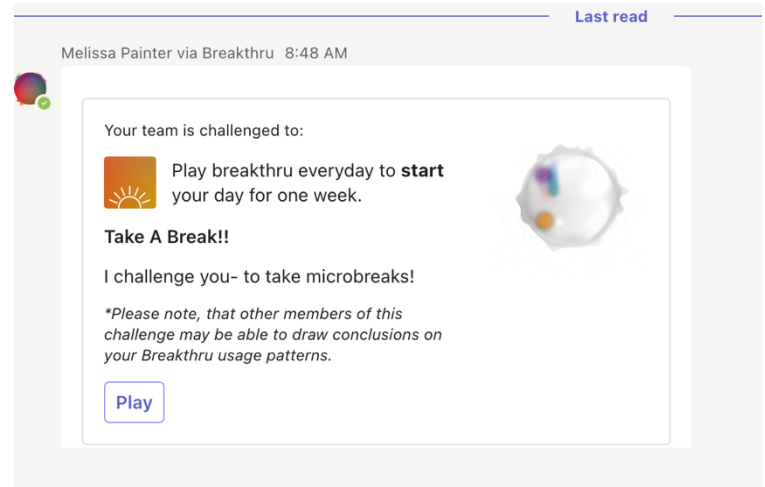 Last read
Melissa Painter via Breakthru 8:48 AM
Your team is challenged to:
Play breakthru everyday to start
your day for one week.
Take A Break!!
I challenge you- to take microbreaks!
*Please note, that other members of this
challenge may be able to draw conclusions on
your Breakthru usage patterns.
Play